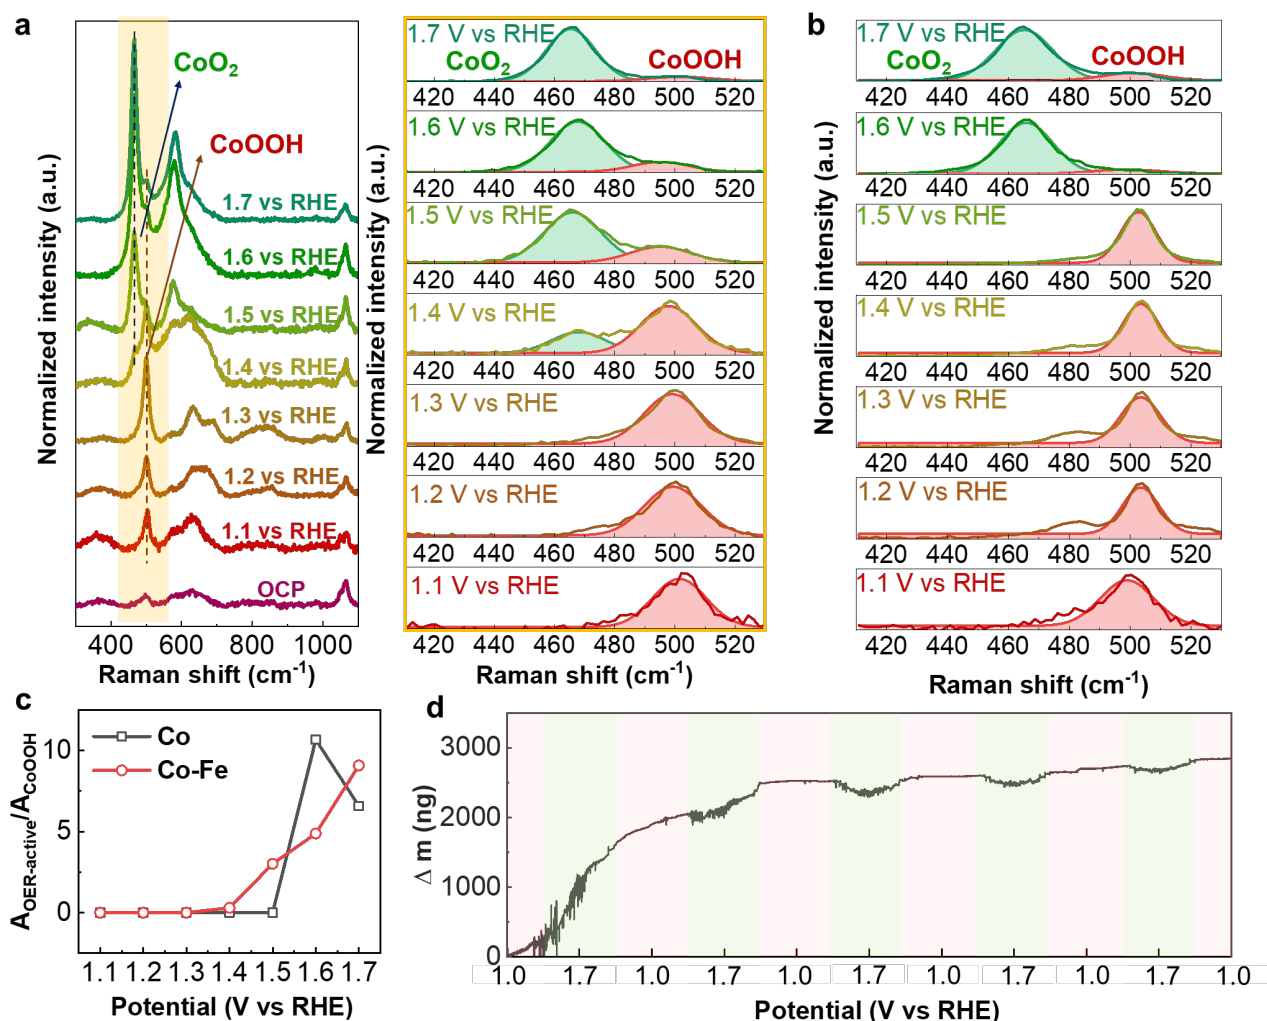 a
Normalized intensity (a.u.)
CoO2
CoOOH
1.7 vs RHE
1.6 vs RHE
1.5 vs RHE
1.4 vs RHE
1.3 vs RHE
1.2 vs RHE
1.1 vs RHE
OCP
400 600 800 1000
Raman shift (cm-1)
Normalized intensity (a.u.)
1.7 V vs RHE
CoO2 CoOOH
420 440 460 480 500 520
1.6 V vs RHE
420 440 460 480 500 520
1.5 V vs RHE
420 440 460 480 500 520
1.4 V vs RHE
420 440 460 480 500 520
1.3 V vs RHE
420 440 460 480 500 520
1.2 V vs RHE
420 440 460 480 500 520
1.1 V vs RHE
420 440 460 480 500 520
Raman shift (cm-1)
b
Normalized intensity (a.u.)
1.7 V vs RHE
CoO2 CoOOH
420 440 460 480 500 520
1.6 V vs RHE
420 440 460 480 500 520
1.5 V vs RHE
420 440 460 480 500 520
1.4 V vs RHE
420 440 460 480 500 520
1.3 V vs RHE
420 440 460 480 500 520
1.2 V vs RHE
420 440 460 480 500 520
1.1 V vs RHE
420 440 460 480 500 520
Raman shift (cm-1)
c
AOER-active/ACoOOH
Co
Co-Fe
10
5
0
1.1 1.2 1.3 1.4 1.5 1.6 1.7
Potential (V vs RHE)
d
Δ m (ng)
3000
2000
1000
0
1.0 1.7 1.0 1.7 1.0 1.7 1.0 1.7 1.0 1.7 1.0
Potential (V vs RHE)